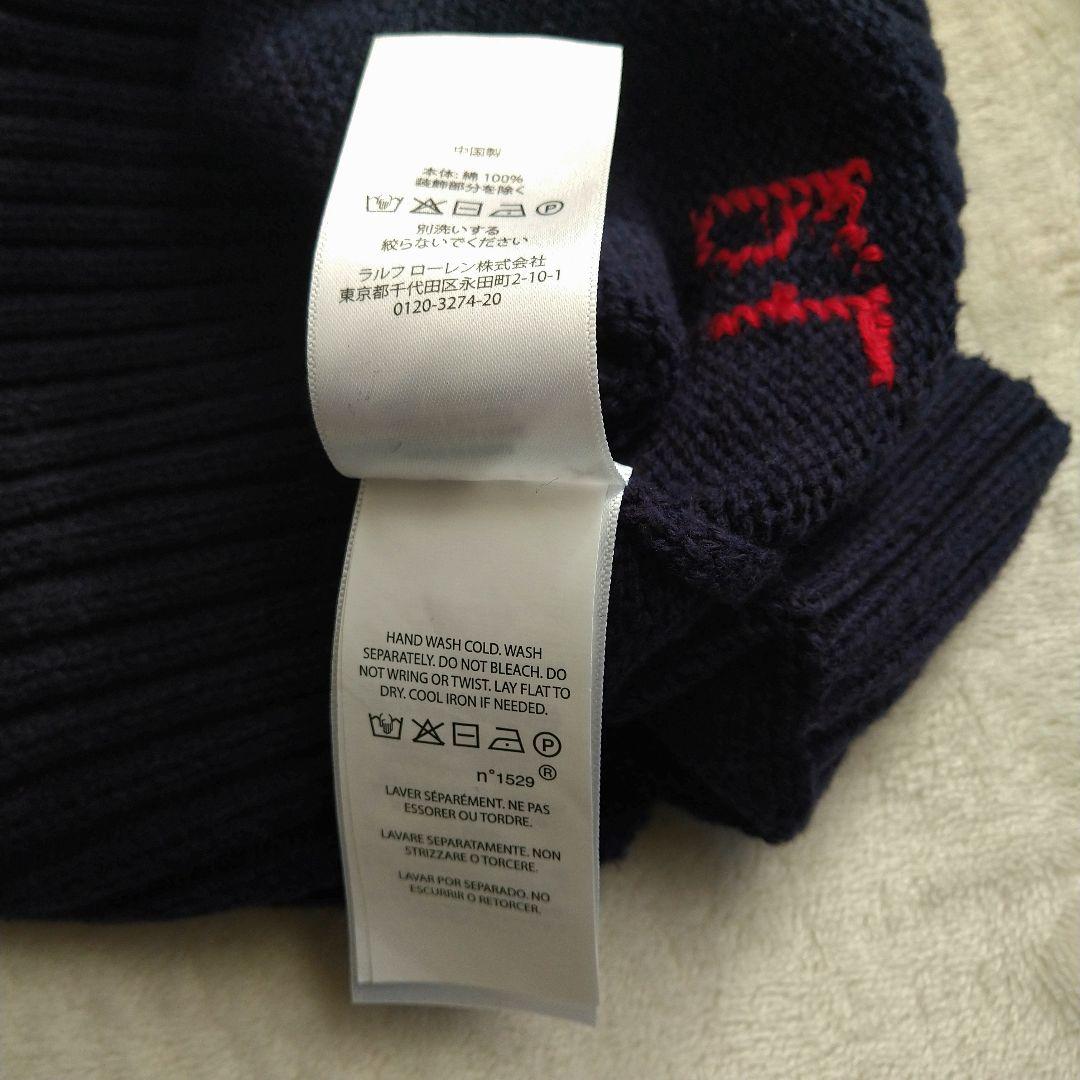 中国製
本体: 綿 100%
装飾部分を除く
P
別洗いする
絞らないでください
ラルフ ローレン株式会社
東京都千代田区永田町2-10-1
0120-3274-20
HAND WASH COLD. WASH
SEPARATELY. DO NOT BLEACH. DO
NOT WRING OR TWIST. LAY FLAT TO
DRY. COOL IRON IF NEEDED.
P
n°1529 ®
LAVER SÉPARÉMENT. NE PAS
ESSORER OU TORDRE.
LAVARE SEPARATAMENTE. NON
STRIZZARE O TORCERE.
LAVAR POR SEPARADO. NO
ESCURRIR O RETORCER.